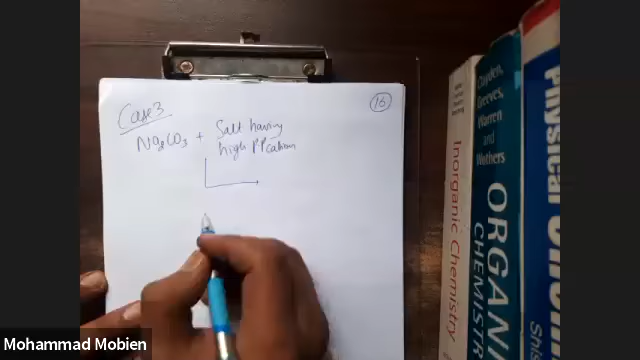 Case 3
16
Na2CO3 + Salt having
high PP cation
Inorganic Chemistry
Clayden,
Greeves,
Warren
and
Wothers
ORGANIC
CHEMISTRY
Physical
Mohammad Mobien